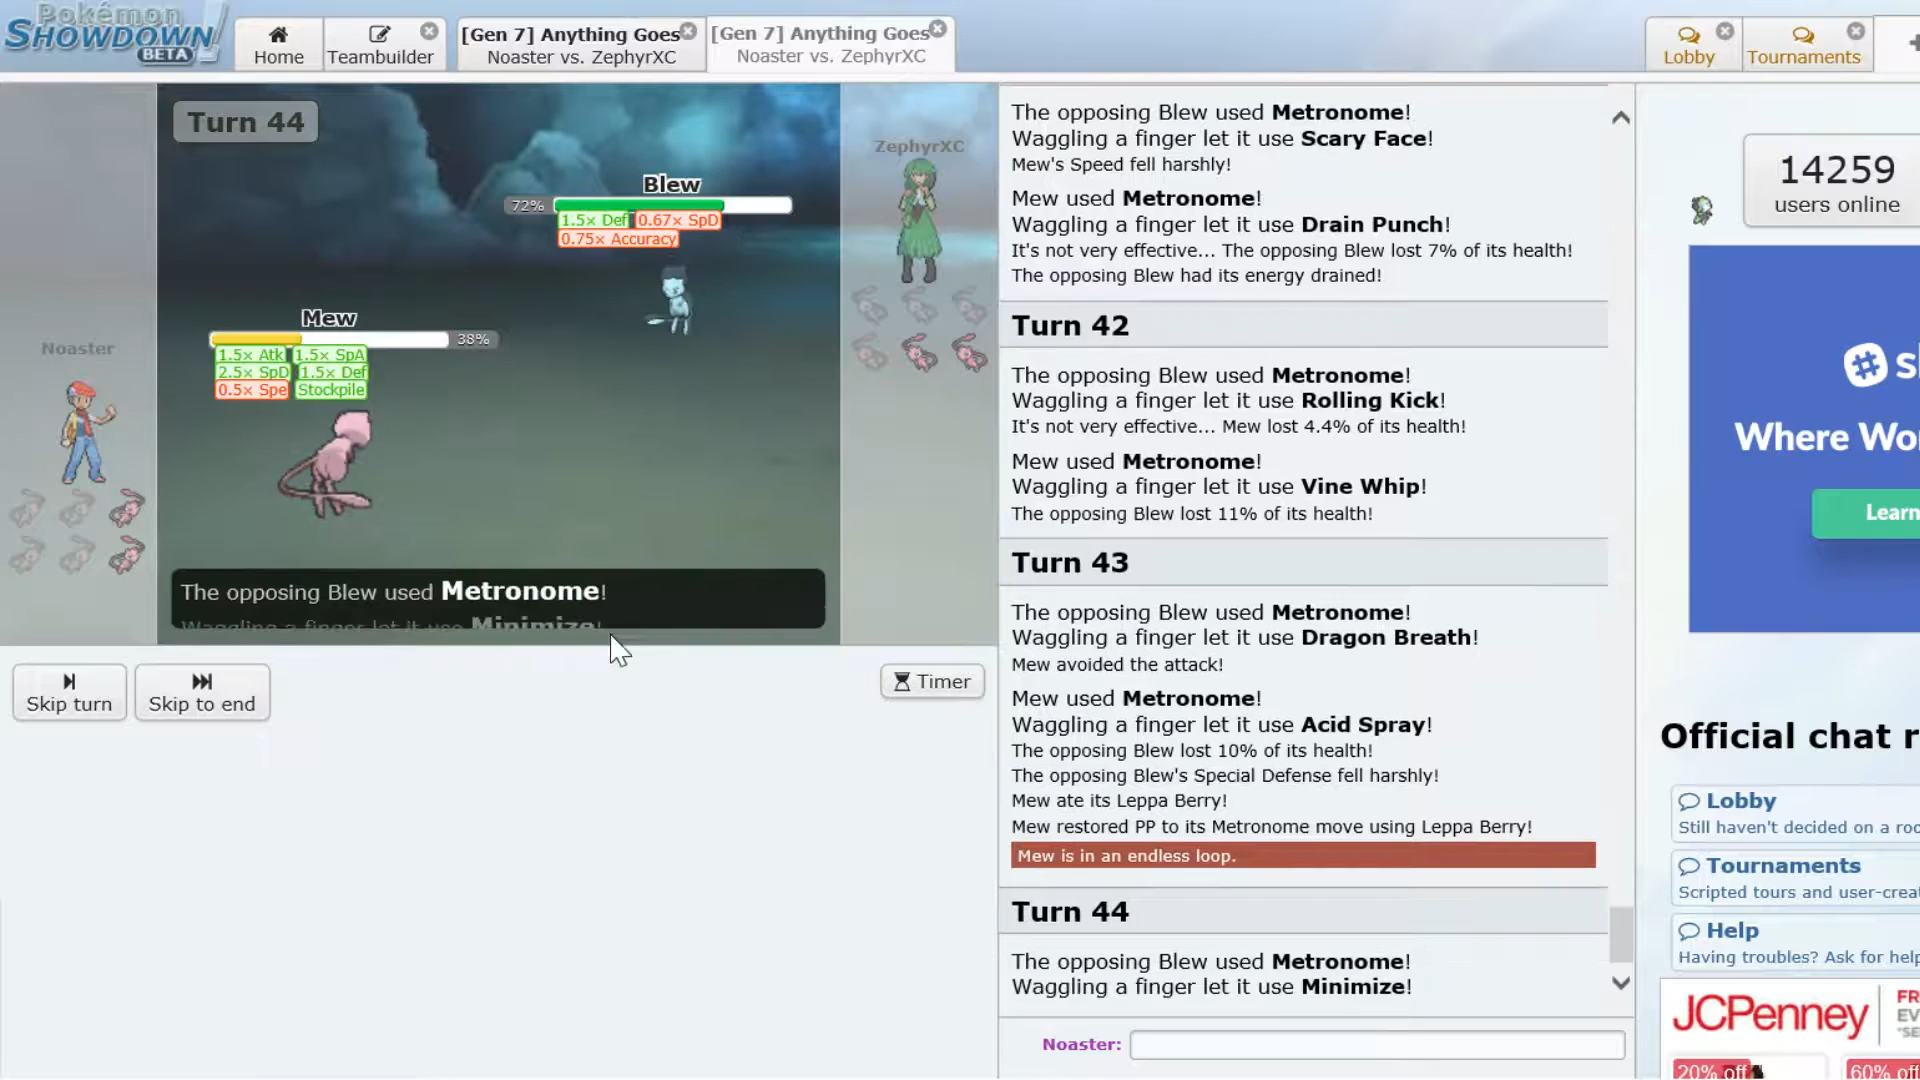 Pokémon
SHOWDOWN
BETA
Home
Teambuilder
[Gen 7] Anything Goes
Noaster vs. ZephyrXC
[Gen 7] Anything Goes
Noaster vs. ZephyrXC
Lobby
Tournaments
Turn 44
Blew
72%
1.5× Def 0.67× SpD
0.75× Accuracy
Mew
38%
1.5× Atk 1.5× SpA
2.5× SpD 1.5× Def
0.5× Spe Stockpile
Noaster
ZephyrXC
The opposing Blew used Metronome!
Waggling a finger let it use Minimize!
Skip turn
Skip to end
Timer
The opposing Blew used Metronome!
Waggling a finger let it use Scary Face!
Mew's Speed fell harshly!
Mew used Metronome!
Waggling a finger let it use Drain Punch!
It's not very effective... The opposing Blew lost 7% of its health!
The opposing Blew had its energy drained!
Turn 42
The opposing Blew used Metronome!
Waggling a finger let it use Rolling Kick!
It's not very effective... Mew lost 4.4% of its health!
Mew used Metronome!
Waggling a finger let it use Vine Whip!
The opposing Blew lost 11% of its health!
Turn 43
The opposing Blew used Metronome!
Waggling a finger let it use Dragon Breath!
Mew avoided the attack!
Mew used Metronome!
Waggling a finger let it use Acid Spray!
The opposing Blew lost 10% of its health!
The opposing Blew's Special Defense fell harshly!
Mew ate its Leppa Berry!
Mew restored PP to its Metronome move using Leppa Berry!
Mew is in an endless loop.
Turn 44
The opposing Blew used Metronome!
Waggling a finger let it use Minimize!
Noaster:
14259
users online
sl
Where Wo
Learn
Official chat r
Lobby
Still haven't decided on a roo
Tournaments
Scripted tours and user-crea
Help
Having troubles? Ask for help
JCPenney
FR
EV
"SE
20% off
60% off